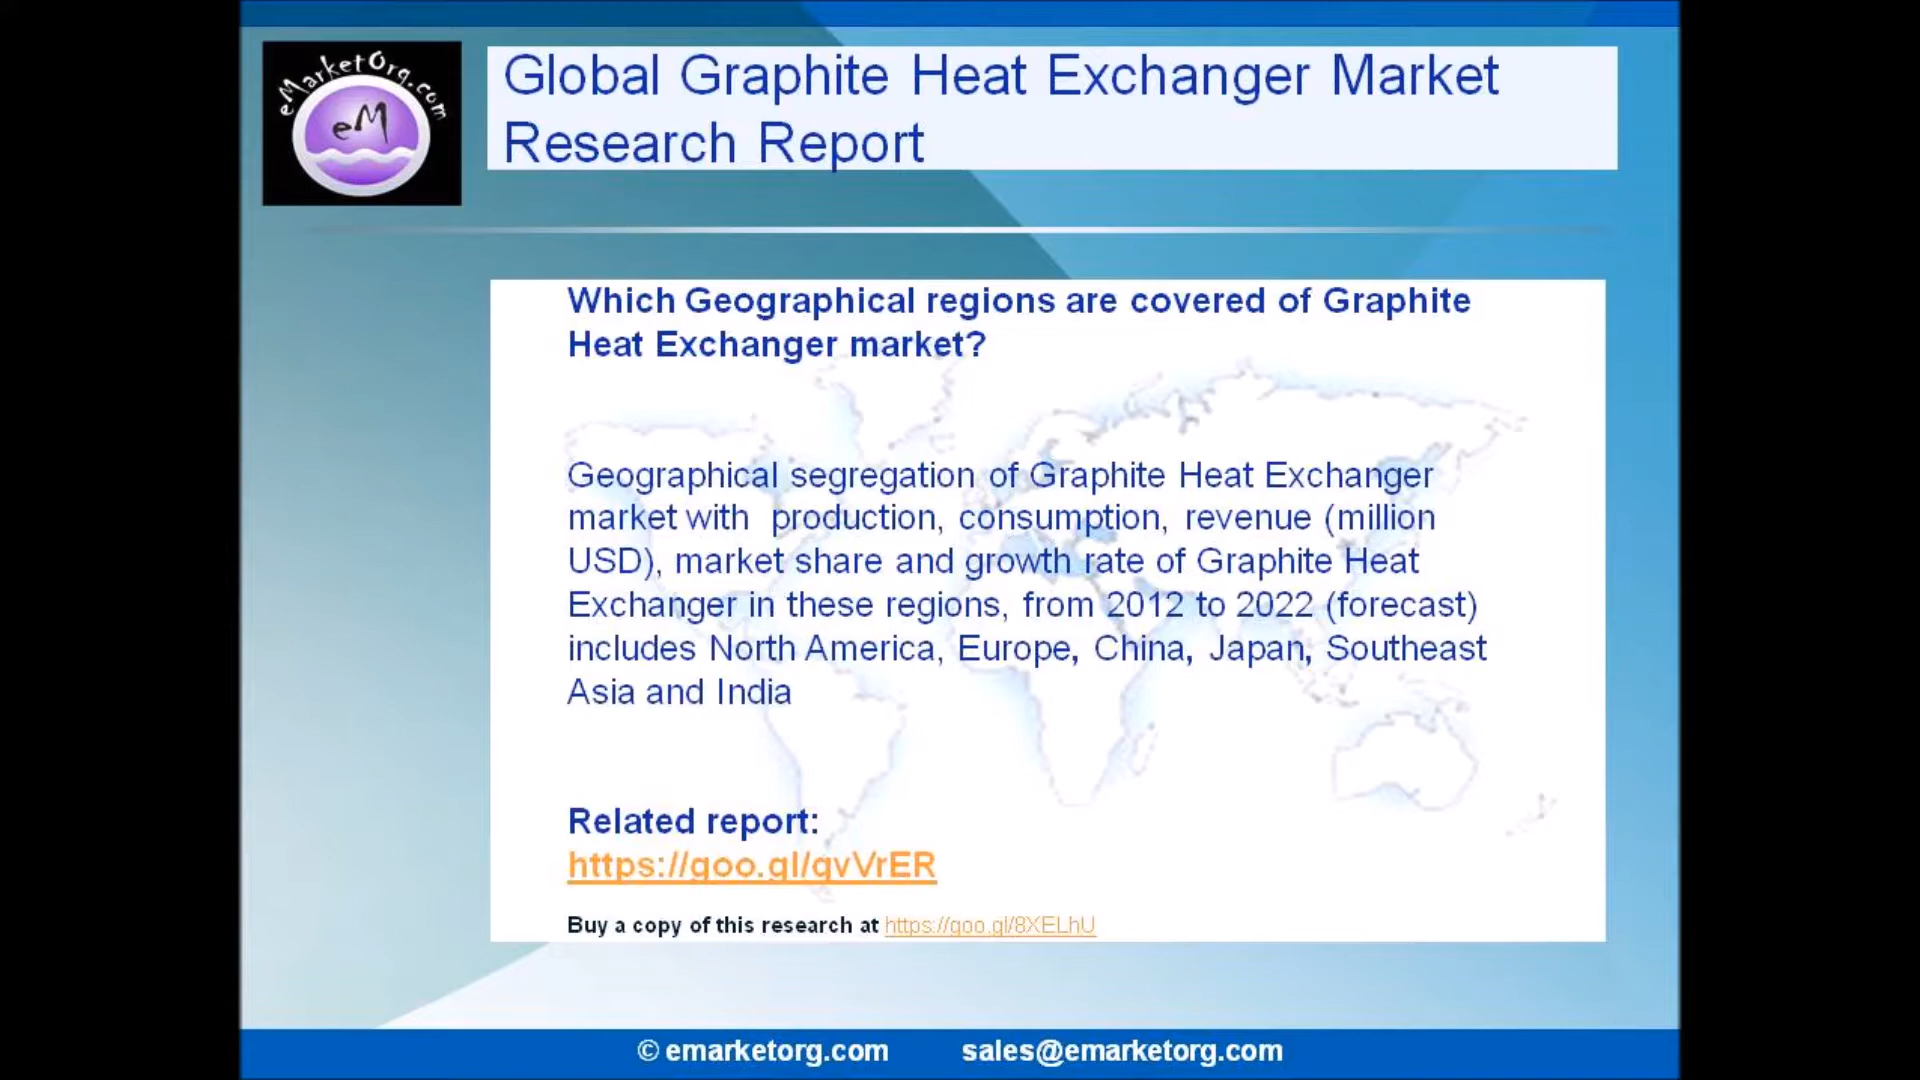 eMarketOrg.com
eM
Global Graphite Heat Exchanger Market
Research Report
Which Geographical regions are covered of Graphite
Heat Exchanger market?
Geographical segregation of Graphite Heat Exchanger
market with production, consumption, revenue (million
USD), market share and growth rate of Graphite Heat
Exchanger in these regions, from 2012 to 2022 (forecast)
includes North America, Europe, China, Japan, Southeast
Asia and India
Related report:
https://goo.gl/qvVrER
Buy a copy of this research at https://goo.gl/8XELhU
© emarketorg.com sales@emarketorg.com